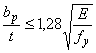 b_p/t ≤ 1,28 √(E/f_y)